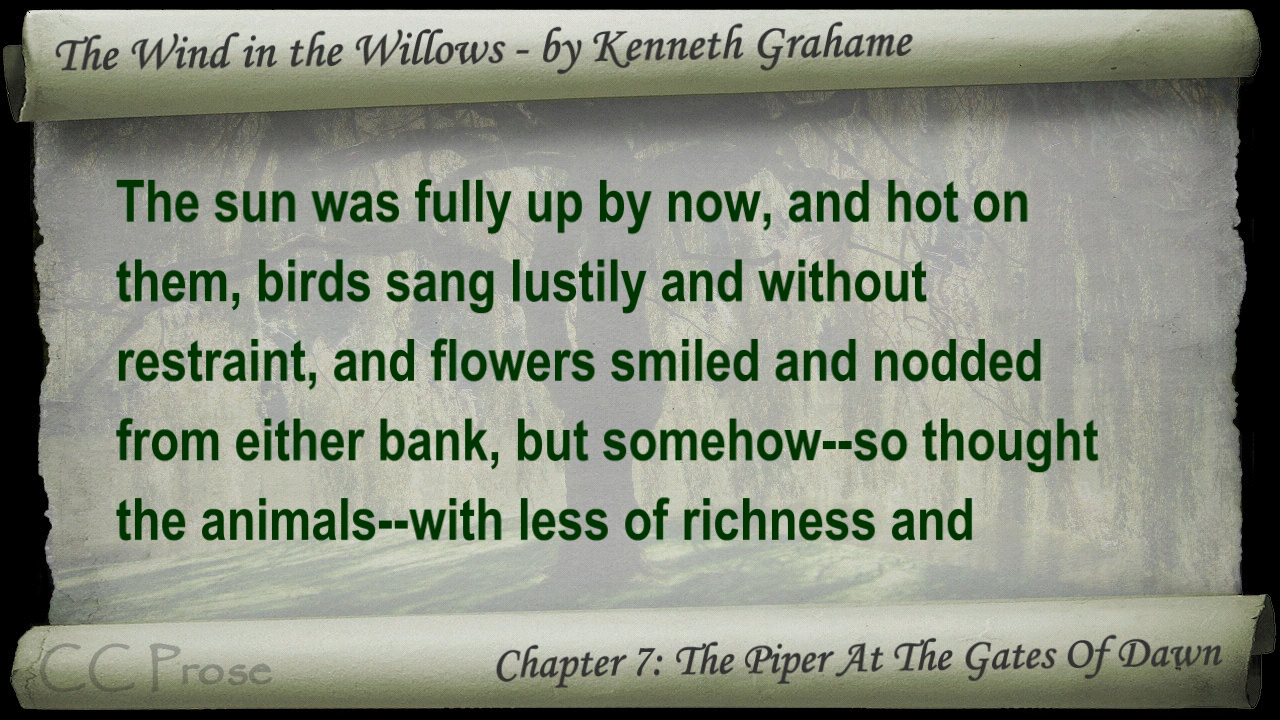 The Wind in the Willows - by Kenneth Grahame
The sun was fully up by now, and hot on
them, birds sang lustily and without
restraint, and flowers smiled and nodded
from either bank, but somehow--so thought
the animals--with less of richness and
CC Prose
Chapter 7: The Piper At The Gates Of Dawn